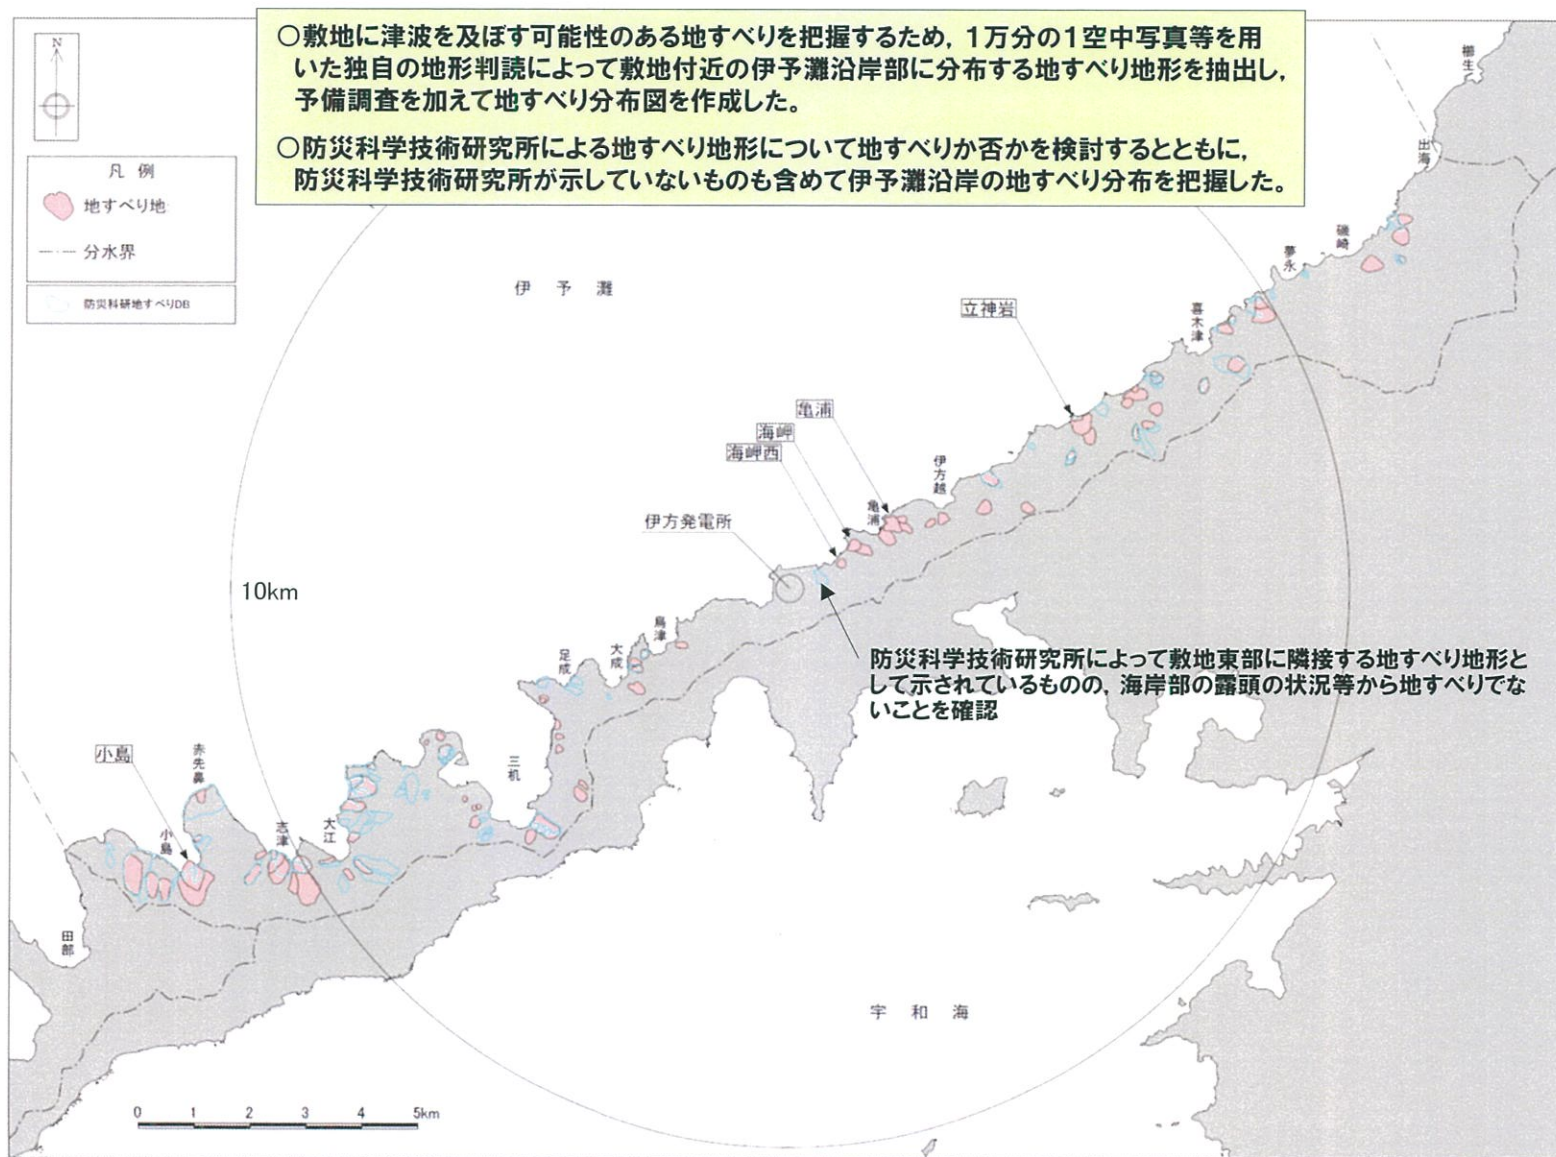 ○敷地に津波を及ぼす可能性のある地すべりを把握するため，1万分の1空中写真等を用
いた独自の地形判読によって敷地付近の伊予灘沿岸部に分布する地すべり地形を抽出し，
予備調査を加えて地すべり分布図を作成した。
○防災科学技術研究所による地すべり地形について地すべりか否かを検討するとともに，
防災科学技術研究所が示していないものも含めて伊予灘沿岸の地すべり分布を把握した。
N
凡 例
地すべり地
分水界
防災科研地すべりDB
櫛生
出海
磯崎
夢永
喜木津
伊 予 灘
立神岩
亀浦
海岬
海岬西
伊方越
亀浦
伊方発電所
10km
鳥津
大成
足成
防災科学技術研究所によって敷地東部に隣接する地すべり地形と
して示されているものの，海岸部の露頭の状況等から地すべりでな
いことを確認
三机
小島
赤先鼻
大江
志津
小島
田部
宇 和 海
0 1 2 3 4 5km